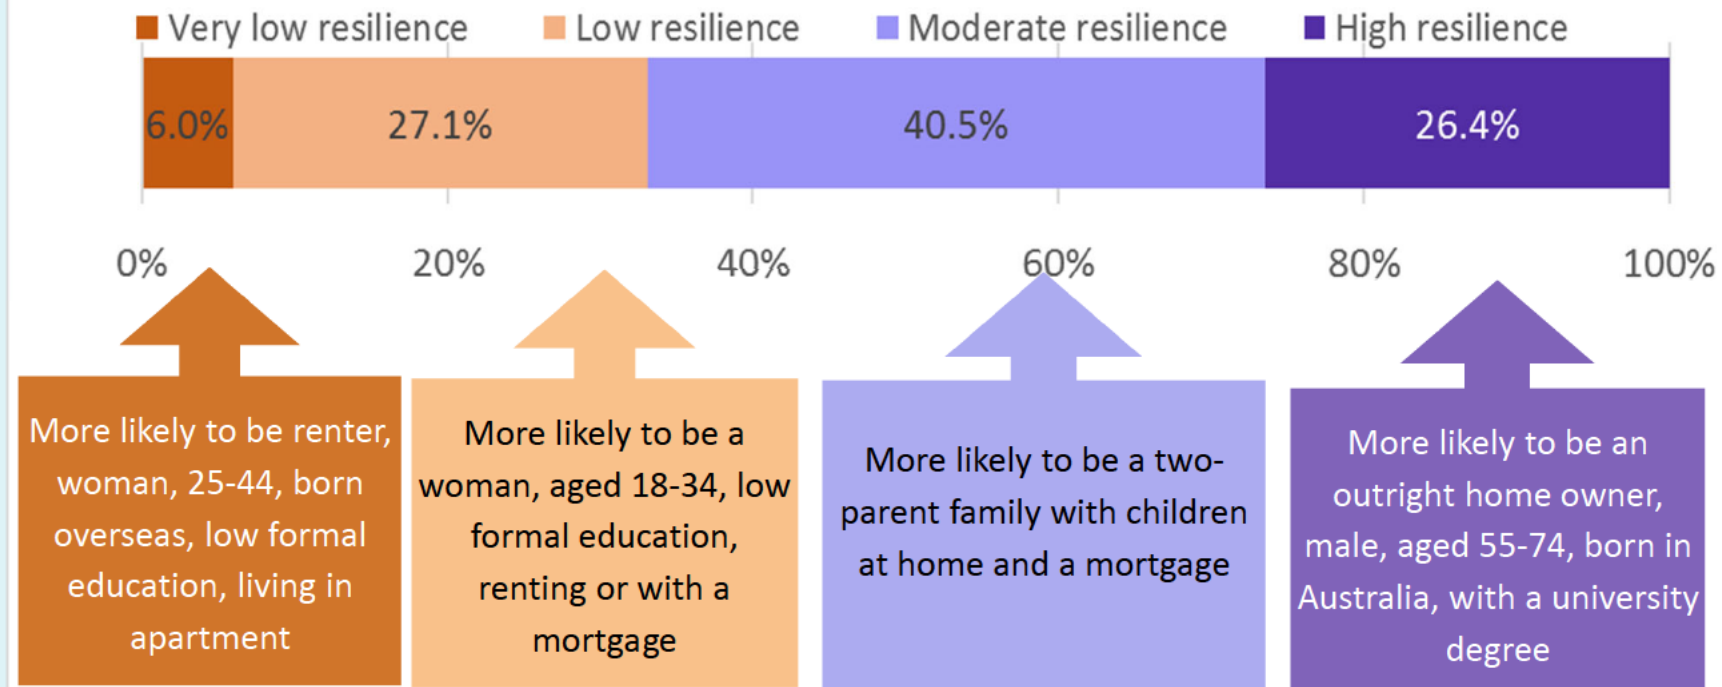 Very low resilience Low resilience Moderate resilience High resilience
6.0% 27.1% 40.5% 26.4%
0% 20% 40% 60% 80% 100%
More likely to be renter,
woman, 25-44, born
overseas, low formal
education, living in
apartment
More likely to be a
woman, aged 18-34, low
formal education,
renting or with a
mortgage
More likely to be a two-
parent family with children
at home and a mortgage
More likely to be an
outright home owner,
male, aged 55-74, born in
Australia, with a university
degree